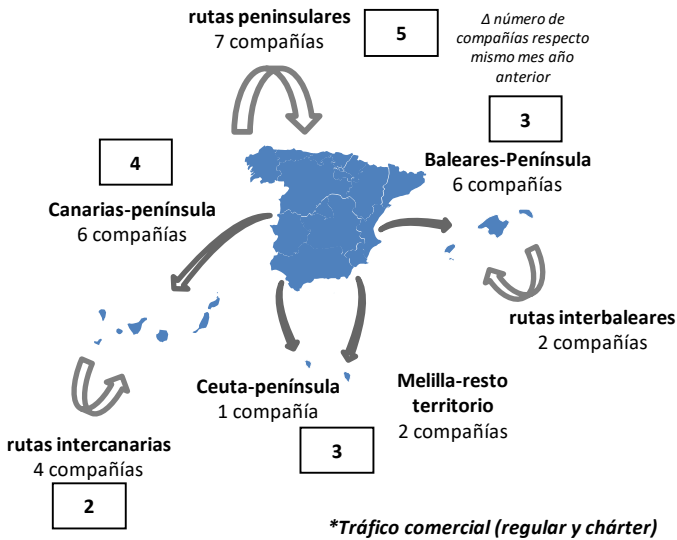 rutas peninsulares
7 compañías
5
Δ número de
compañías respecto
mismo mes año
anterior
3
Baleares-Península
6 compañías
4
Canarias-península
6 compañías
rutas interbaleares
2 compañías
Ceuta-península
1 compañía
Melilla-resto
territorio
2 compañías
3
rutas intercanarias
4 compañías
2
*Tráfico comercial (regular y chárter)